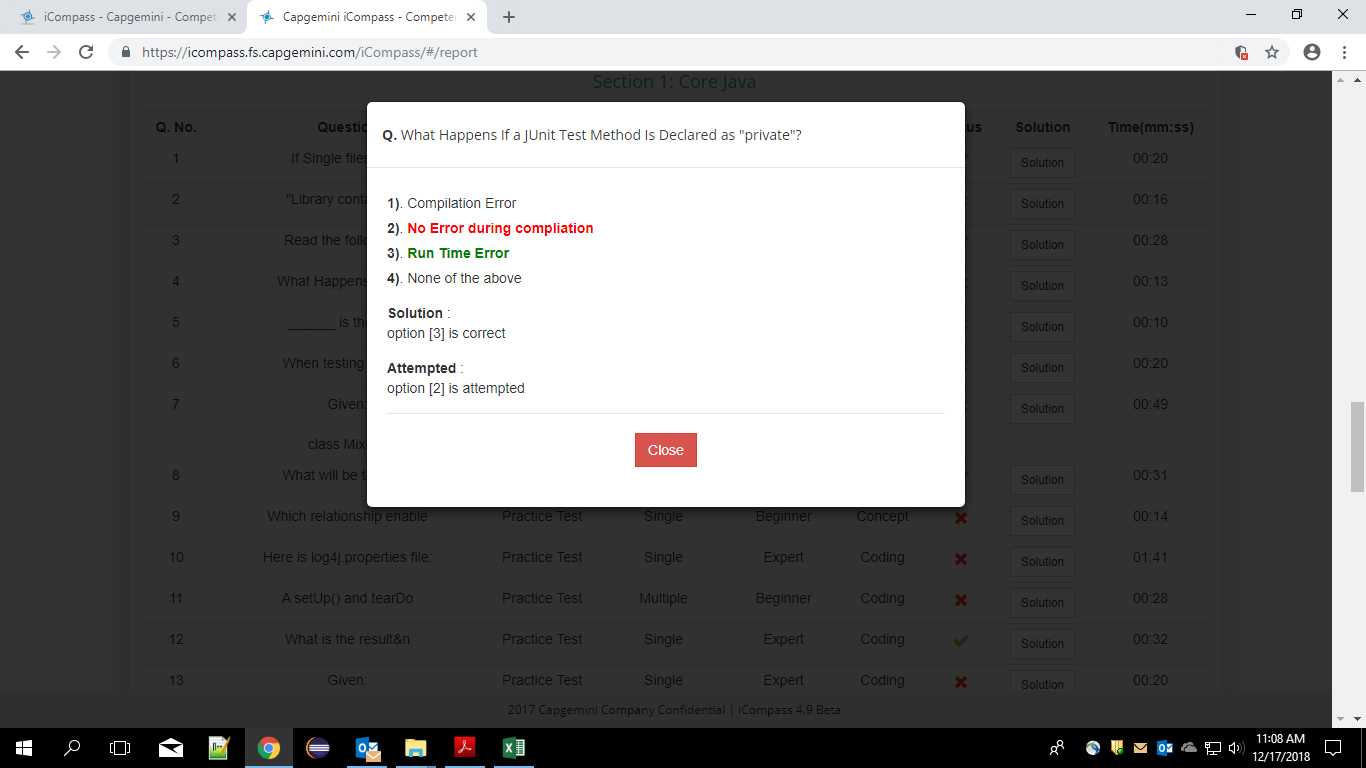 iCompass - Capgemini - Compet
Capgemini iCompass - Competen
https://icompass.fs.capgemini.com/iCompass/#/report
Section 1: Core Java
Q. No. Questio us Solution Time(mm:ss)
Q. What Happens If a JUnit Test Method Is Declared as "private"?
1). Compilation Error
2). No Error during compliation
3). Run Time Error
4). None of the above
Solution :
option [3] is correct
Attempted :
option [2] is attempted
Close
1 If Single files Solution 00:20
2 "Library conta Solution 00:16
3 Read the follo Solution 00:28
4 What Happens Solution 00:13
5 ______ is the Solution 00:10
6 When testing Solution 00:20
7 Given: Solution 00:49
class Mixe
8 What will be t Solution 00:31
9 Which relationship enable Practice Test Single Beginner Concept Solution 00:14
10 Here is log4j.properties file: Practice Test Single Expert Coding Solution 01:41
11 A setUp() and tearDo Practice Test Multiple Beginner Coding Solution 00:28
12 What is the result&n Practice Test Single Expert Coding Solution 00:32
13 Given: Practice Test Single Expert Coding Solution 00:20
2017 Capgemini Company Confidential | iCompass 4.9 Beta
11:08 AM
12/17/2018